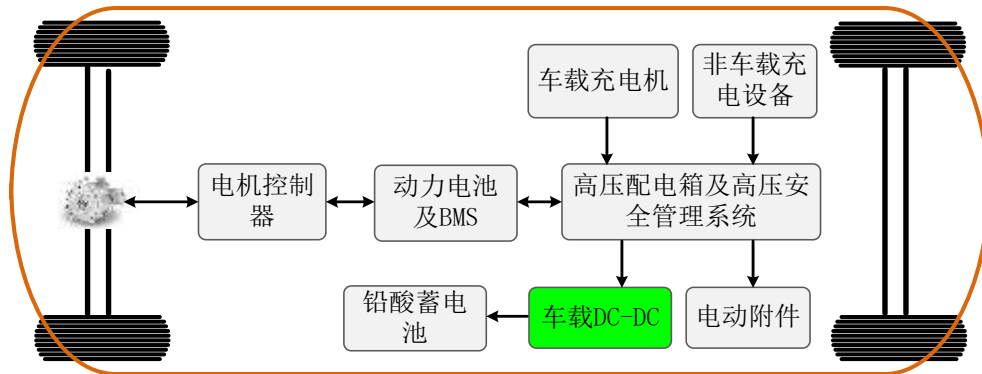 车载充电机
非车载充
电设备
电机控制
器
动力电池
及BMS
高压配电箱及高压安
全管理系统
铅酸蓄电
池
车载DC-DC
电动附件